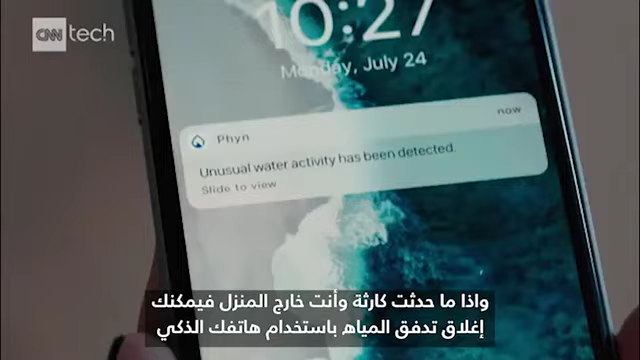 CNN tech
10:27
Monday, July 24
Phyn
now
Unusual water activity has been detected.
Slide to view
واذا ما حدثت كارثة وأنت خارج المنزل فيمكنك
إغلاق تدفق المياه باستخدام هاتفك الذكي